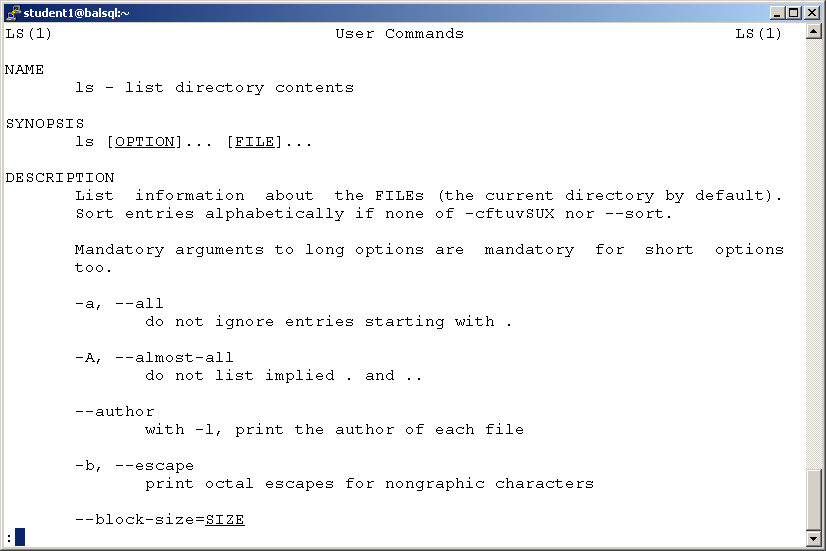 student1@balsql:~
LS(1) User Commands LS(1)
NAME
ls - list directory contents
SYNOPSIS
ls [OPTION]... [FILE]...
DESCRIPTION
List information about the FILEs (the current directory by default).
Sort entries alphabetically if none of -cftuvSUX nor --sort.
Mandatory arguments to long options are mandatory for short options
too.
-a, --all
do not ignore entries starting with .
-A, --almost-all
do not list implied . and ..
--author
with -l, print the author of each file
-b, --escape
print octal escapes for nongraphic characters
--block-size=SIZE
: